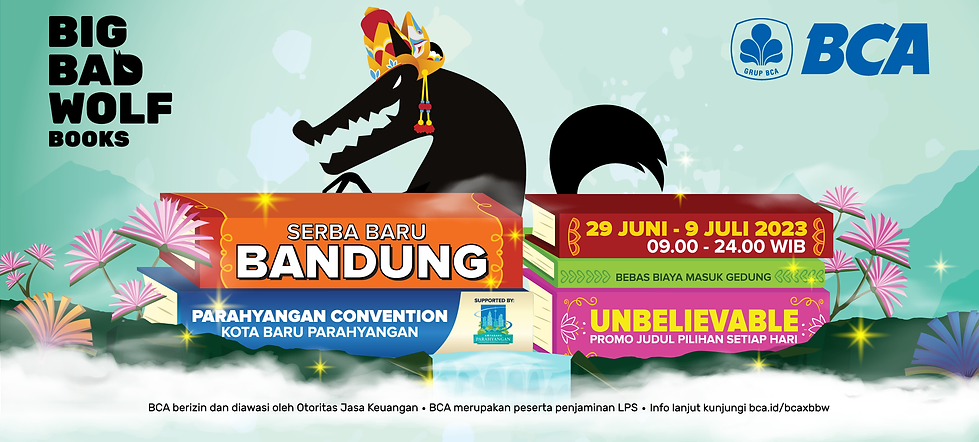 BIG
BAD
WOLF
BOOKS
GRUP BCA
BCA
SERBA BARU
BANDUNG
PARAHYANGAN CONVENTION
KOTA BARU PARAHYANGAN
SUPPORTED BY:
PARAHYANGAN
29 JUNI - 9 JULI 2023
09.00 - 24.00 WIB
BEBAS BIAYA MASUK GEDUNG
UNBELIEVABLE
PROMO JUDUL PILIHAN SETIAP HARI
BCA berizin dan diawasi oleh Otoritas Jasa Keuangan • BCA merupakan peserta penjaminan LPS • Info lanjut kunjungi bca.id/bcaxbbw